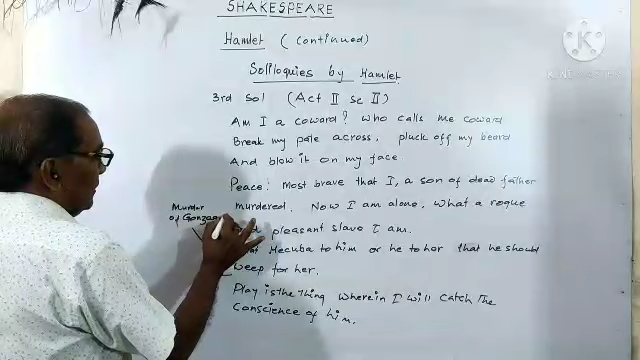 SHAKESPEARE
Hamlet ( continued)
Soliloquies by Hamlet
3rd Sol (Act II Sc II)
Am I a coward? Who calls me coward
Break my pate across, pluck off my beard
And blow it on my face
Peace! Most brave that I, a son of dead father
murdered. Now I am alone, what a rogue
pleasant slave I am.
Hecuba to him or he to her that he should
weep for her.
Play is the thing wherein I will catch the
conscience of him.
Murder
of Gonzag
KINEMASTER